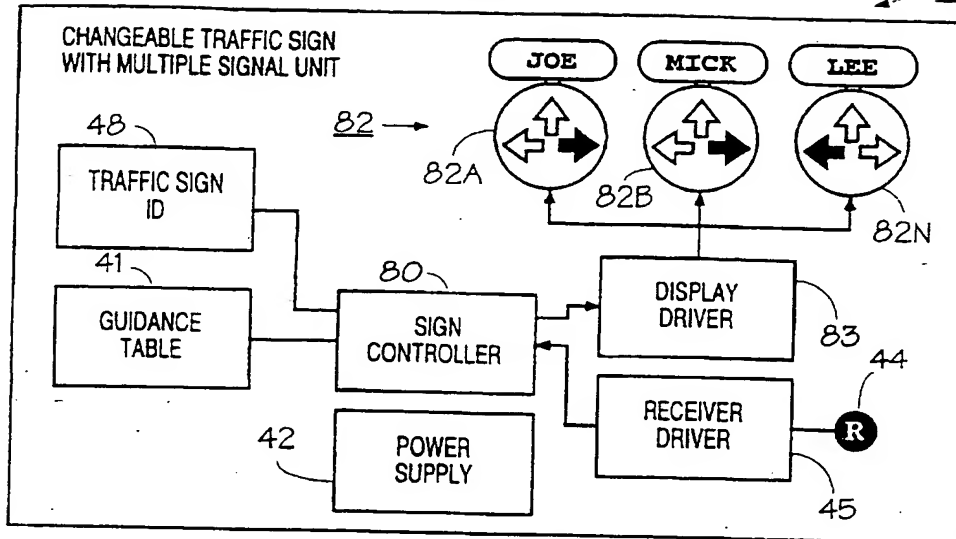 CHANGEABLE TRAFFIC SIGN
WITH MULTIPLE SIGNAL UNIT
JOE
MICK
LEE
82
82A
82B
82N
48
TRAFFIC SIGN
ID
41
GUIDANCE
TABLE
80
SIGN
CONTROLLER
DISPLAY
DRIVER
83
44
R
RECEIVER
DRIVER
45
42
POWER
SUPPLY